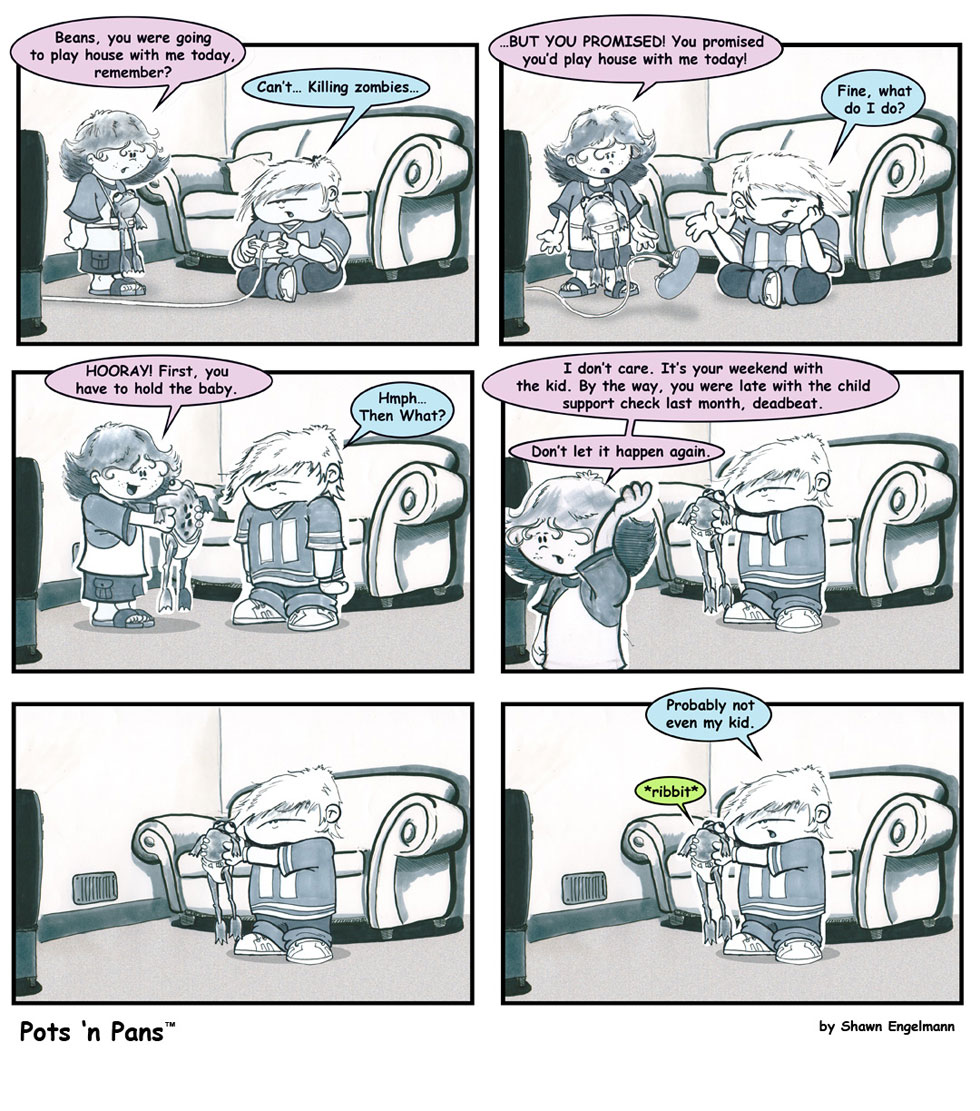 Beans, you were going
to play house with me today,
remember?
Can't... Killing zombies...
...BUT YOU PROMISED! You promised
you'd play house with me today!
Fine, what
do I do?
HOORAY! First, you
have to hold the baby.
Hmph...
Then What?
I don't care. It's your weekend with
the kid. By the way, you were late with the child
support check last month, deadbeat.
Don't let it happen again.
Probably not
even my kid.
*ribbit*
Pots 'n Pans™
by Shawn Engelmann